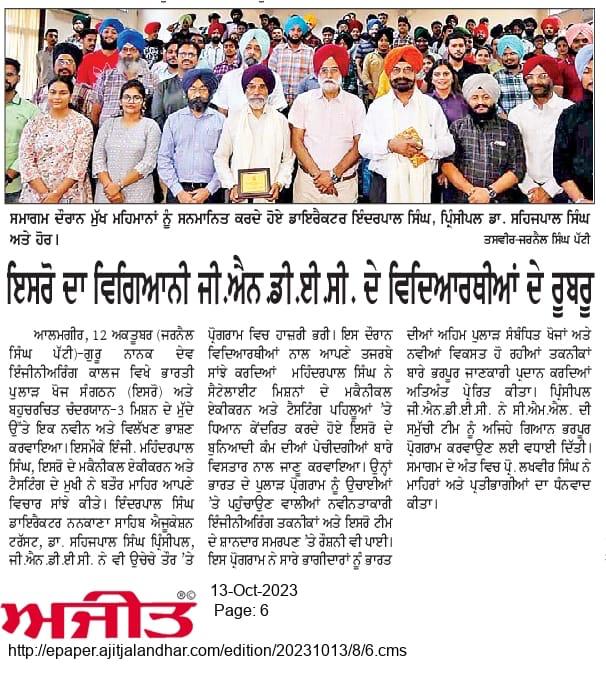 ਸਮਾਗਮ ਦੌਰਾਨ ਮੁੱਖ ਮਹਿਮਾਨਾਂ ਨੂੰ ਸਨਮਾਨਿਤ ਕਰਦੇ ਹੋਏ ਡਾਇਰੈਕਟਰ ਇੰਦਰਪਾਲ ਸਿੰਘ, ਪ੍ਰਿੰਸੀਪਲ ਡਾ. ਸਹਿਜਪਾਲ ਸਿੰਘ
ਅਤੇ ਹੋਰ।
ਤਸਵੀਰ-ਜਰਨੈਲ ਸਿੰਘ ਪੱਟੀ
ਇਸਰੋ ਦਾ ਵਿਗਿਆਨੀ ਜੀ.ਐਨ.ਡੀ.ਈ.ਸੀ. ਦੇ ਵਿਦਿਆਰਥੀਆਂ ਦੇ ਰੂਬਰੂ
ਆਲਮਗੀਰ, 12 ਅਕਤੂਬਰ (ਜਰਨੈਲ
ਸਿੰਘ ਪੱਟੀ)-ਗੁਰੂ ਨਾਨਕ ਦੇਵ
ਇੰਜੀਨੀਅਰਿੰਗ ਕਾਲਜ ਵਿਖੇ ਭਾਰਤੀ
ਪੁਲਾੜ ਖੋਜ ਸੰਗਠਨ (ਇਸਰੋ) ਅਤੇ
ਬਹੁਚਰਚਿਤ ਚੰਦਰਯਾਨ-3 ਮਿਸ਼ਨ ਦੇ ਮੁੱਦੇ
ਉੱਤੇ ਇਕ ਨਵੀਨ ਅਤੇ ਵਿਲੱਖਣ ਭਾਸ਼ਣ
ਕਰਵਾਇਆ। ਇਸਮੌਕੇ ਇੰਜੀ. ਮਹਿੰਦਰਪਾਲ
ਸਿੰਘ, ਇਸਰੋ ਦੇ ਮਕੈਨੀਕਲ ਏਕੀਕਰਨ ਅਤੇ
ਟੈਸਟਿੰਗ ਦੇ ਮੁਖੀ ਨੇ ਬਤੌਰ ਮਾਹਿਰ ਆਪਣੇ
ਵਿਚਾਰ ਸਾਂਝੇ ਕੀਤੇ। ਇੰਦਰਪਾਲ ਸਿੰਘ
ਡਾਇਰੈਕਟਰ ਨਨਕਾਣਾ ਸਾਹਿਬ ਐਜੂਕੇਸ਼ਨ
ਟਰੱਸਟ, ਡਾ. ਸਹਿਜਪਾਲ ਸਿੰਘ ਪ੍ਰਿੰਸੀਪਲ,
ਜੀ.ਐਨ.ਡੀ.ਈ.ਸੀ. ਨੇ ਵੀ ਉਚੇਚੇ ਤੌਰ 'ਤੇ
ਪ੍ਰੋਗਰਾਮ ਵਿਚ ਹਾਜ਼ਰੀ ਭਰੀ। ਇਸ ਦੌਰਾਨ
ਵਿਦਿਆਰਥੀਆਂ ਨਾਲ ਆਪਣੇ ਤਜਰਬੇ
ਸਾਂਝੇ ਕਰਦਿਆਂ ਮਹਿੰਦਰਪਾਲ ਸਿੰਘ ਨੇ
ਸੈਟੇਲਾਈਟ ਮਿਸ਼ਨਾਂ ਦੇ ਮਕੈਨੀਕਲ
ਏਕੀਕਰਨ ਅਤੇ ਟੈਸਟਿੰਗ ਪਹਿਲੂਆਂ 'ਤੇ
ਧਿਆਨ ਕੇਂਦਰਿਤ ਕਰਦੇ ਹੋਏ ਇਸਰੋ ਦੇ
ਬੁਨਿਆਦੀ ਕੰਮ ਦੀਆਂ ਪੇਚੀਦਗੀਆਂ ਬਾਰੇ
ਵਿਸਤਾਰ ਨਾਲ ਜਾਣੂ ਕਰਵਾਇਆ। ਉਨ੍ਹਾਂ
ਭਾਰਤ ਦੇ ਪੁਲਾੜ ਪ੍ਰੋਗਰਾਮ ਨੂੰ ਉਚਾਈਆਂ
'ਤੇ ਪਹੁੰਚਾਉਣ ਵਾਲੀਆਂ ਨਵੀਨਤਾਕਾਰੀ
ਇੰਜੀਨੀਅਰਿੰਗ ਤਕਨੀਕਾਂ ਅਤੇ ਇਸਰੋ ਟੀਮ
ਦੇ ਸ਼ਾਨਦਾਰ ਸਮਰਪਣ 'ਤੇ ਰੌਸ਼ਨੀ ਵੀ ਪਾਈ।
ਇਸ ਪ੍ਰੋਗਰਾਮ ਨੇ ਸਾਰੇ ਭਾਗੀਦਾਰਾਂ ਨੂੰ ਭਾਰਤ
ਦੀਆਂ ਅਹਿਮ ਪੁਲਾੜ ਸੰਬੰਧਿਤ ਖੋਜਾਂ ਅਤੇ
ਨਵੀਆਂ ਵਿਕਸਤ ਹੋ ਰਹੀਆਂ ਤਕਨੀਕਾਂ
ਬਾਰੇ ਭਰਪੂਰ ਜਾਣਕਾਰੀ ਪ੍ਰਦਾਨ ਕਰਦਿਆਂ
ਅਤਿਅੰਤ ਪ੍ਰੇਰਿਤ ਕੀਤਾ। ਪ੍ਰਿੰਸੀਪਲ
ਜੀ.ਐਨ.ਡੀ.ਈ.ਸੀ. ਨੇ ਸੀ.ਐਮ.ਐਲ. ਦੀ
ਸਮੁੱਚੀ ਟੀਮ ਨੂੰ ਅਜਿਹੇ ਗਿਆਨ ਭਰਪੂਰ
ਪ੍ਰੋਗਰਾਮ ਕਰਵਾਉਣ ਲਈ ਵਧਾਈ ਦਿੱਤੀ।
ਸਮਾਗਮ ਦੇ ਅੰਤ ਵਿਚ ਪ੍ਰੋ. ਲਖਵੀਰ ਸਿੰਘ ਨੇ
ਮਾਹਿਰਾਂ ਅਤੇ ਪ੍ਰਤੀਭਾਗੀਆਂ ਦਾ ਧੰਨਵਾਦ
ਕੀਤਾ।
ਅਜੀਤ ®©
13-Oct-2023
Page: 6
http://epaper.ajitjalandhar.com/edition/20231013/8/6.cms